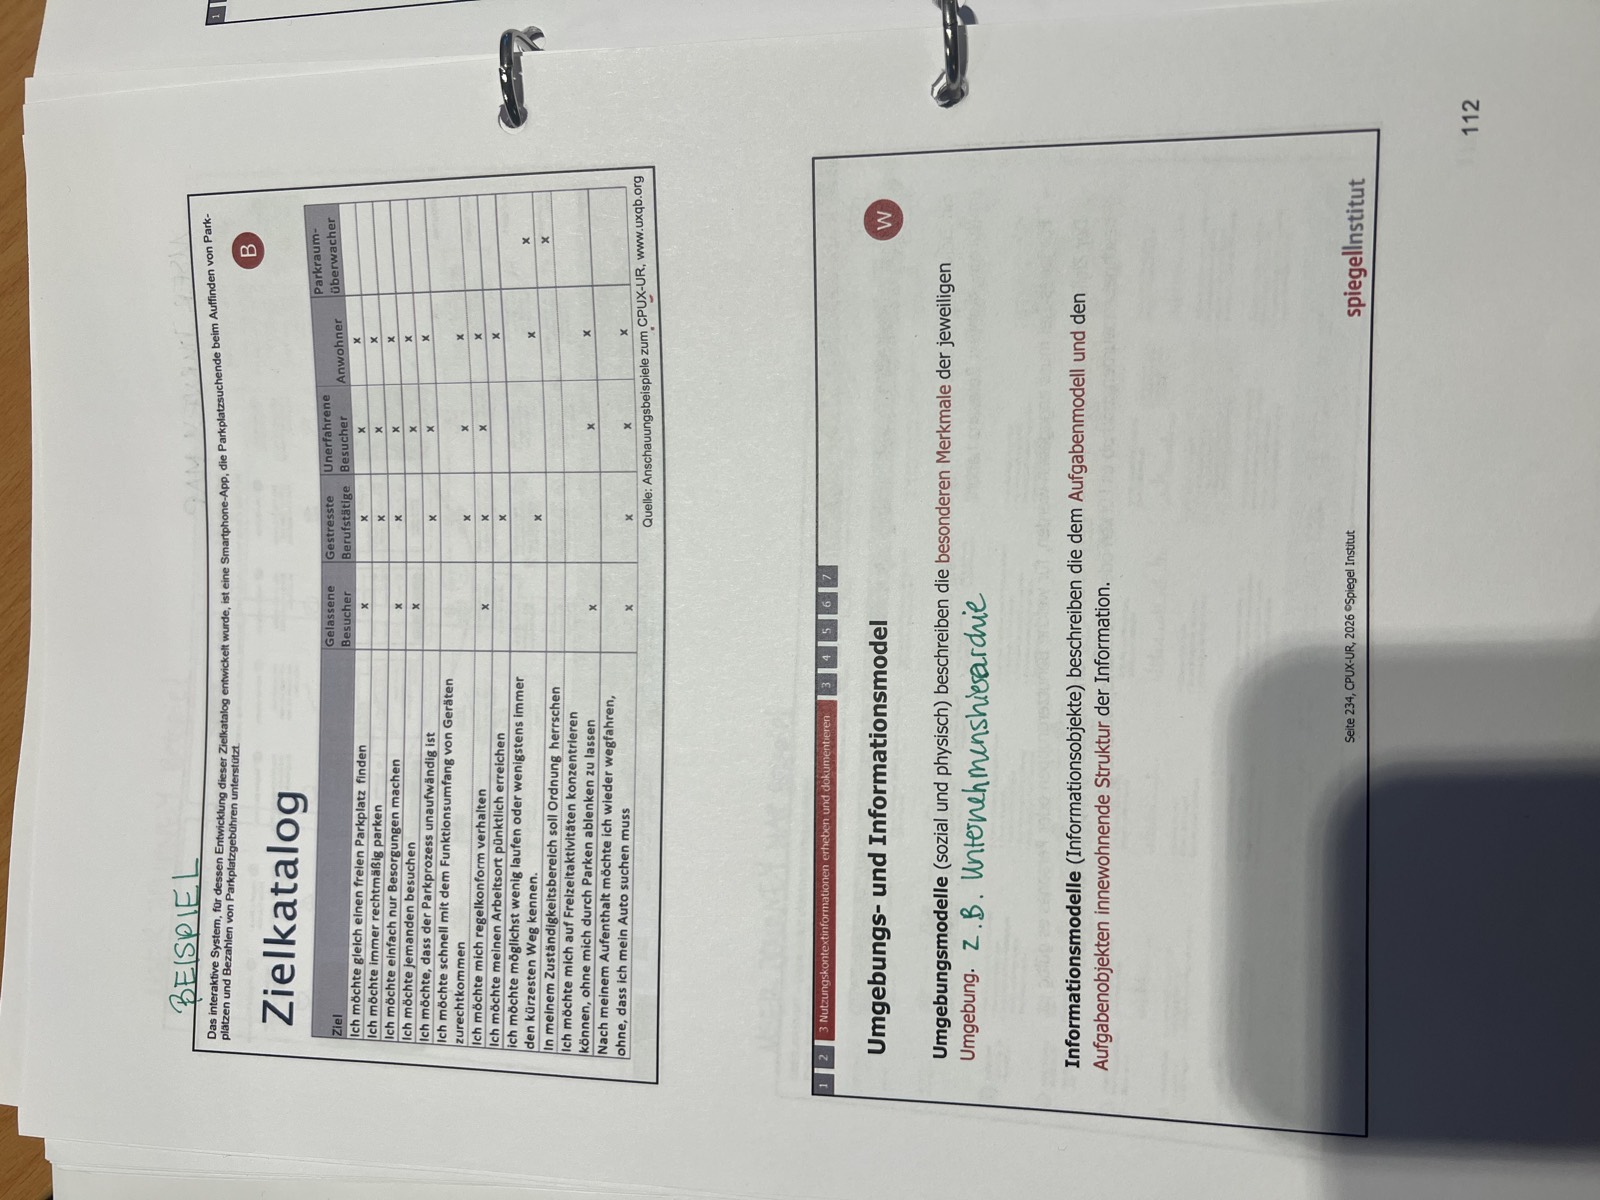 BEISPIEL
Das interaktive System, für dessen Entwicklung dieser Zielkatalog entwickelt wurde, ist eine Smartphone-App, die Parkplatzsuchende beim Auffinden von Park-
plätzen und Bezahlen von Parkplatzgebühren unterstützt.
B
Zielkatalog
Ziel Gelassene Besucher Gestresste Berufstätige Unerfahrene Besucher Anwohner Parkraum-überwacher
Ich möchte gleich einen freien Parkplatz finden x x x x
Ich möchte immer rechtmäßig parken x x x
Ich möchte einfach nur Besorgungen machen x x x x
Ich möchte jemanden besuchen x x x
Ich möchte, dass der Parkprozess unaufwändig ist x x x
Ich möchte schnell mit dem Funktionsumfang von Geräten
zurechtkommen x x x
Ich möchte mich regelkonform verhalten x x x x
Ich möchte meinen Arbeitsort pünktlich erreichen x x
ich möchte möglichst wenig laufen oder wenigstens immer
den kürzesten Weg kennen. x x x
In meinem Zuständigkeitsbereich soll Ordnung herrschen x
Ich möchte mich auf Freizeitaktivitäten konzentrieren
können, ohne mich durch Parken ablenken zu lassen x x x
Nach meinem Aufenthalt möchte ich wieder wegfahren,
ohne, dass ich mein Auto suchen muss x x x x
Quelle: Anschauungsbeispiele zum CPUX-UR, www.uxqb.org
1 2 3 Nutzungskontextinformationen erheben und dokumentieren 3 4 5 6 7
Umgebungs- und Informationsmodel
W
Umgebungsmodelle (sozial und physisch) beschreiben die besonderen Merkmale der jeweiligen
Umgebung. z.B. Unternehmenshierarchie
Informationsmodelle (Informationsobjekte) beschreiben die dem Aufgabenmodell und den
Aufgabenobjekten innewohnende Struktur der Information.
Seite 234, CPUX-UR, 2026 ©Spiegel Institut
spiegelInstitut
112
1